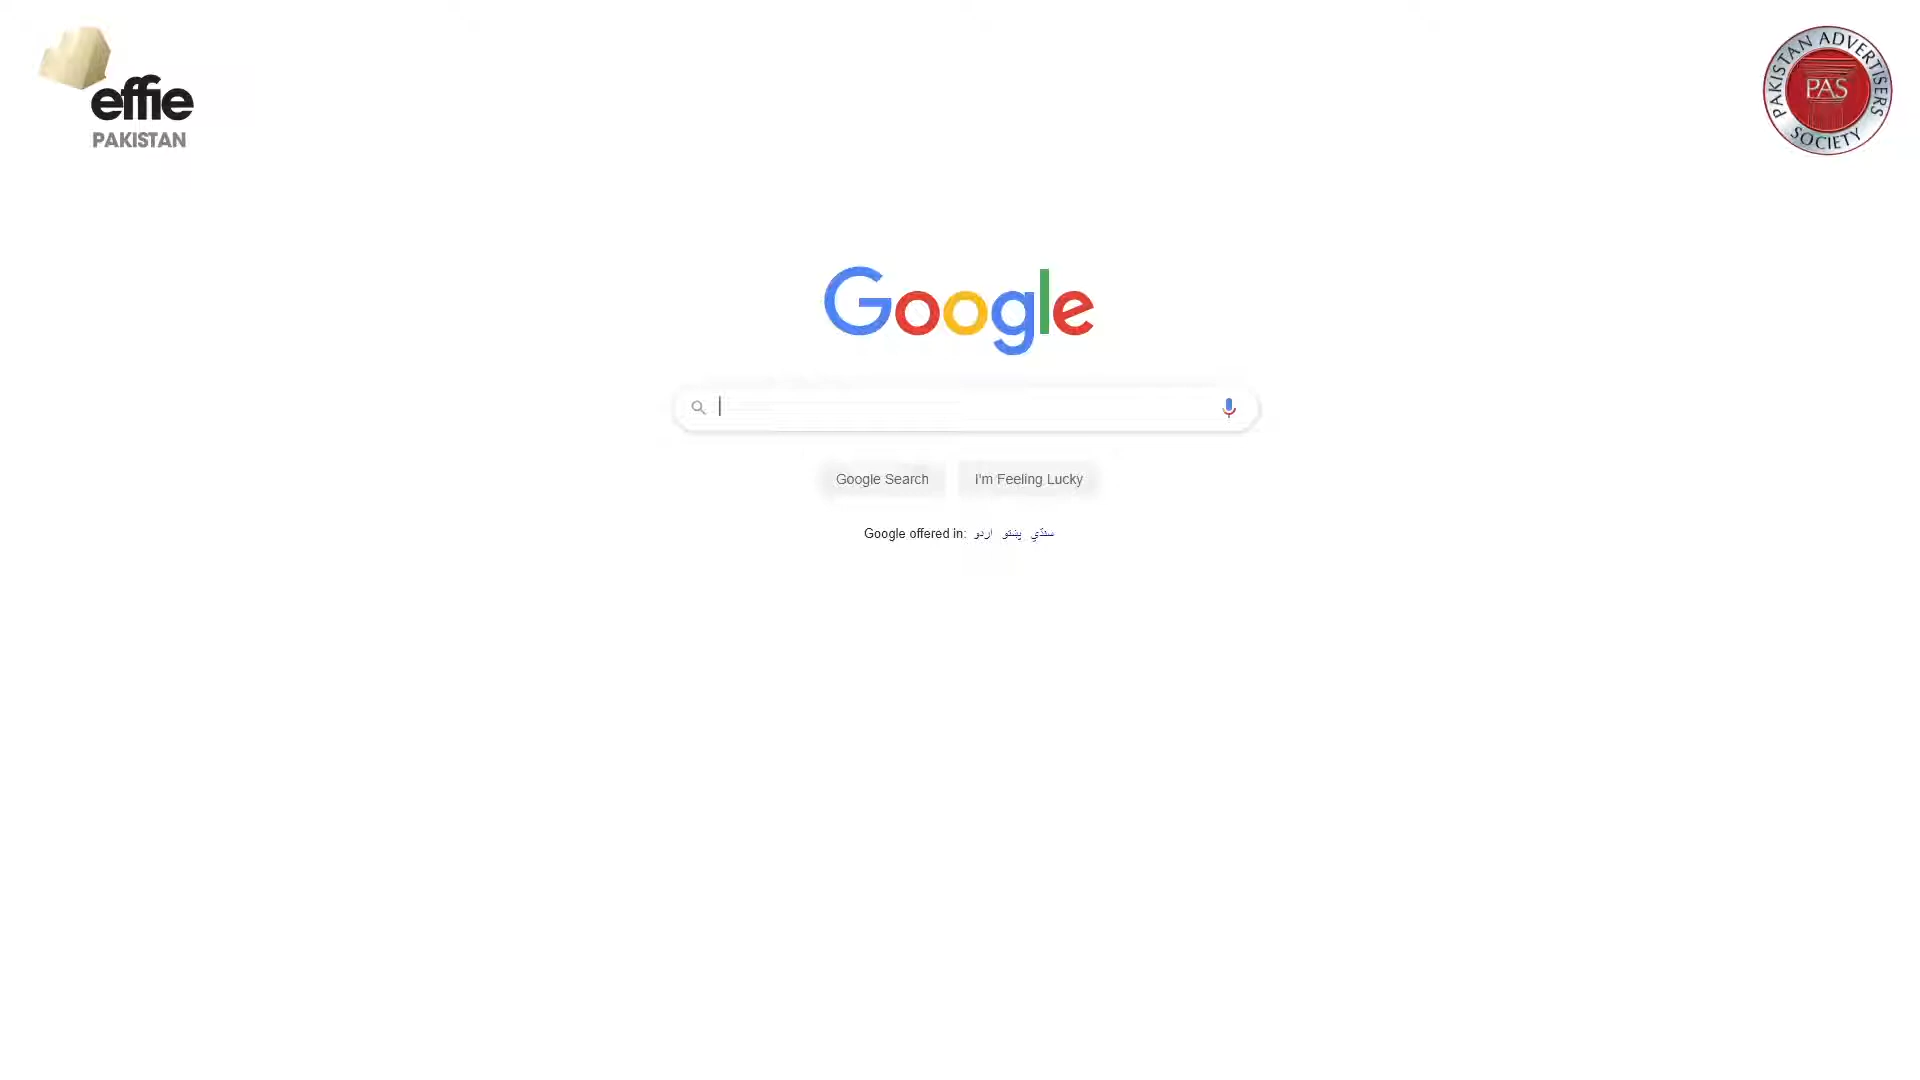 effie
PAKISTAN
PAKISTAN ADVERTISERS SOCIETY
PAS
Google
Google Search
I'm Feeling Lucky
Google offered in: اردو پښتو سنڌي